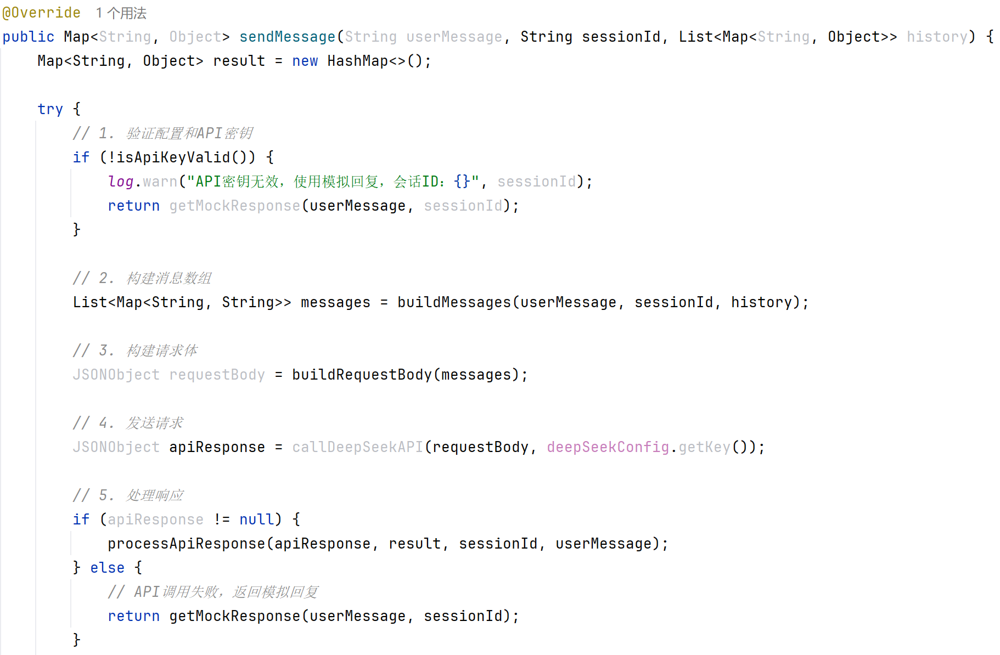 @Override 1 个用法
public Map<String, Object> sendMessage(String userMessage, String sessionId, List<Map<String, Object>> history) {
Map<String, Object> result = new HashMap<>();
try {
// 1. 验证配置和API密钥
if (!isApiKeyValid()) {
log.warn("API密钥无效，使用模拟回复，会话ID：{}", sessionId);
return getMockResponse(userMessage, sessionId);
}
// 2. 构建消息数组
List<Map<String, String>> messages = buildMessages(userMessage, sessionId, history);
// 3. 构建请求体
JSONObject requestBody = buildRequestBody(messages);
// 4. 发送请求
JSONObject apiResponse = callDeepSeekAPI(requestBody, deepSeekConfig.getKey());
// 5. 处理响应
if (apiResponse != null) {
processApiResponse(apiResponse, result, sessionId, userMessage);
} else {
// API调用失败，返回模拟回复
return getMockResponse(userMessage, sessionId);
}